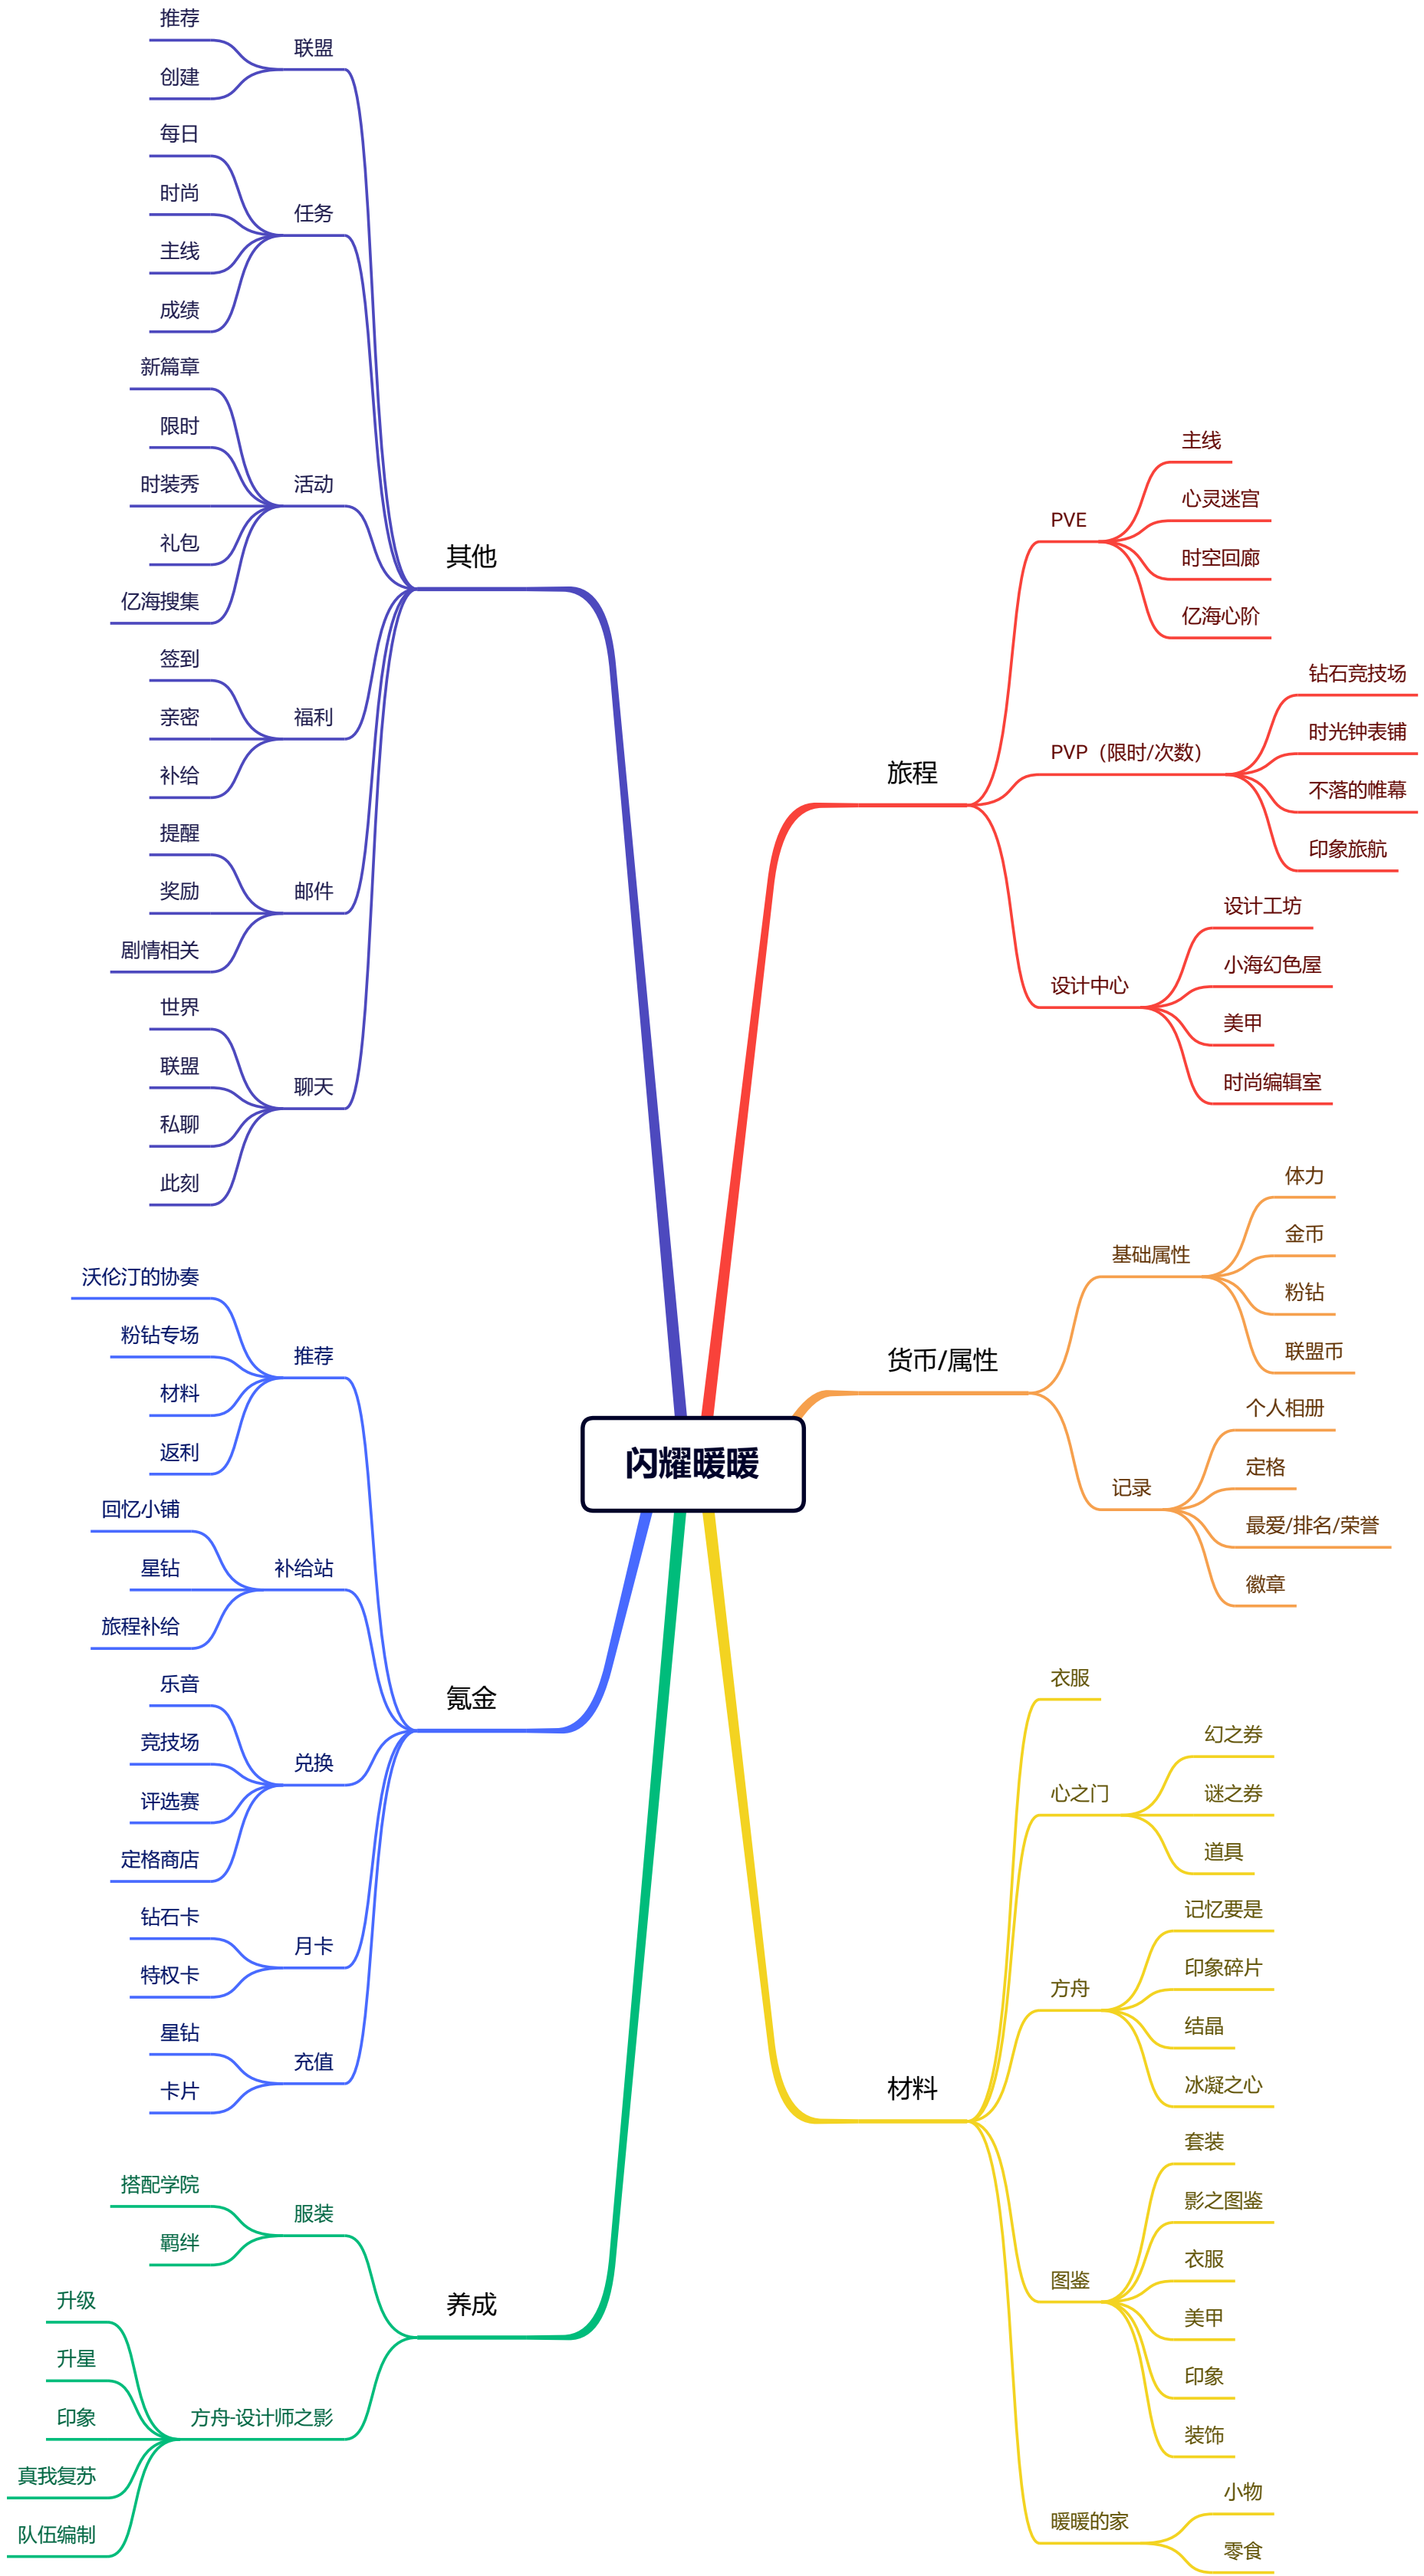 闪耀暖暖
旅程
PVE
主线
心灵迷宫
时空回廊
亿海心阶
PVP（限时/次数）
钻石竞技场
时光钟表铺
不落的帷幕
印象旅航
设计中心
设计工坊
小海幻色屋
美甲
时尚编辑室
货币/属性
基础属性
体力
金币
粉钻
联盟币
记录
个人相册
定格
最爱/排名/荣誉
徽章
材料
衣服
心之门
幻之券
谜之券
道具
方舟
记忆要是
印象碎片
结晶
冰凝之心
图鉴
套装
影之图鉴
衣服
美甲
印象
装饰
暖暖的家
小物
零食
其他
联盟
推荐
创建
任务
每日
时尚
主线
成绩
活动
新篇章
限时
时装秀
礼包
亿海搜集
福利
签到
亲密
补给
邮件
提醒
奖励
剧情相关
聊天
世界
联盟
私聊
此刻
氪金
推荐
沃伦汀的协奏
粉钻专场
材料
返利
补给站
回忆小铺
星钻
旅程补给
兑换
乐音
竞技场
评选赛
定格商店
月卡
钻石卡
特权卡
充值
星钻
卡片
养成
服装
搭配学院
羁绊
方舟-设计师之影
升级
升星
印象
真我复苏
队伍编制